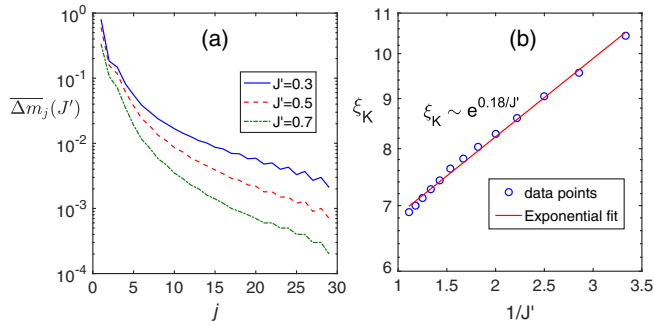 (a)
10^0
10^{-1}
10^{-2}
10^{-3}
10^{-4}
\overline{Δm_j}(J')
J'=0.3
J'=0.5
J'=0.7
0 5 10 15 20 25 30
j
(b)
11
10
9
8
7
6
ξ_K
ξ_K ~ e^{0.18/J'}
data points
Exponential fit
1 1.5 2 2.5 3 3.5
1/J'